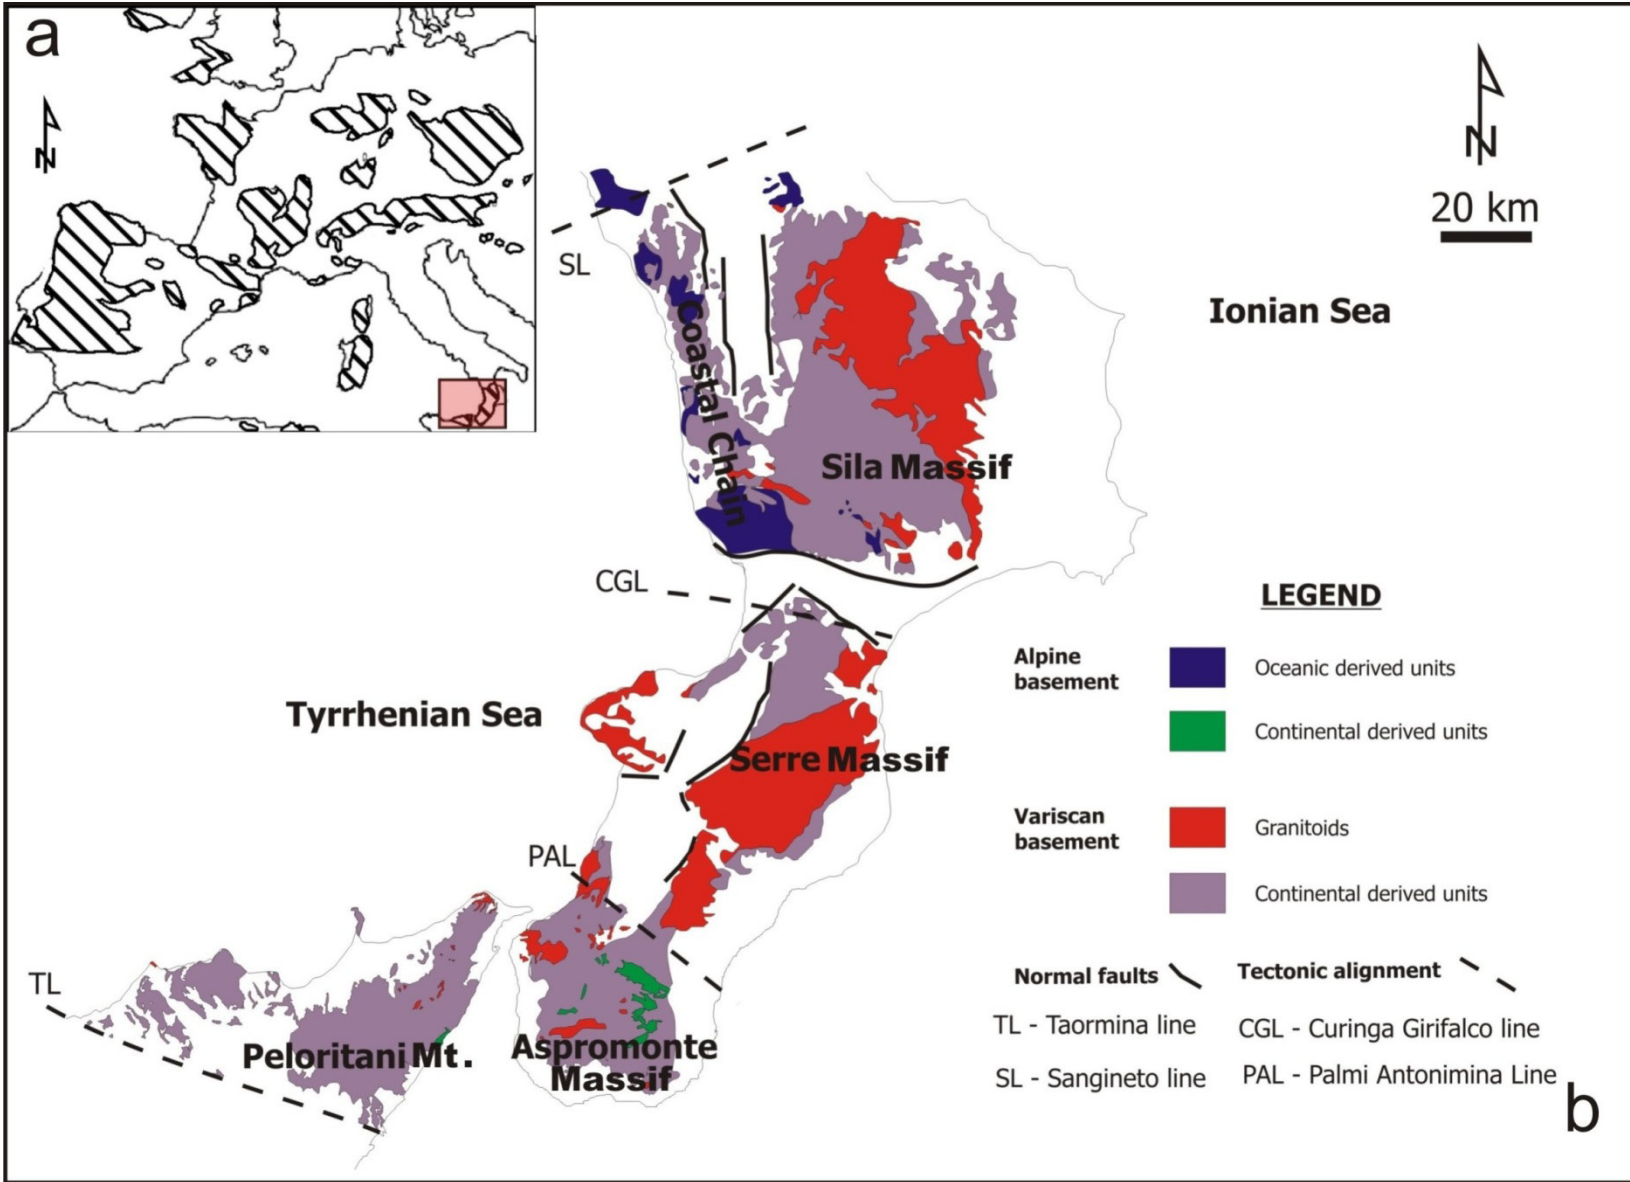 a
N
N
20 km
SL
Ionian Sea
Coastal Chain
Sila Massif
CGL
LEGEND
Alpine
basement
Oceanic derived units
Continental derived units
Tyrrhenian Sea
Serre Massif
Variscan
basement
Granitoids
Continental derived units
PAL
TL
Normal faults
Tectonic alignment
TL - Taormina line
CGL - Curinga Girifalco line
SL - Sangineto line
PAL - Palmi Antonimina Line
Peloritani Mt.
Aspromonte
Massif
b